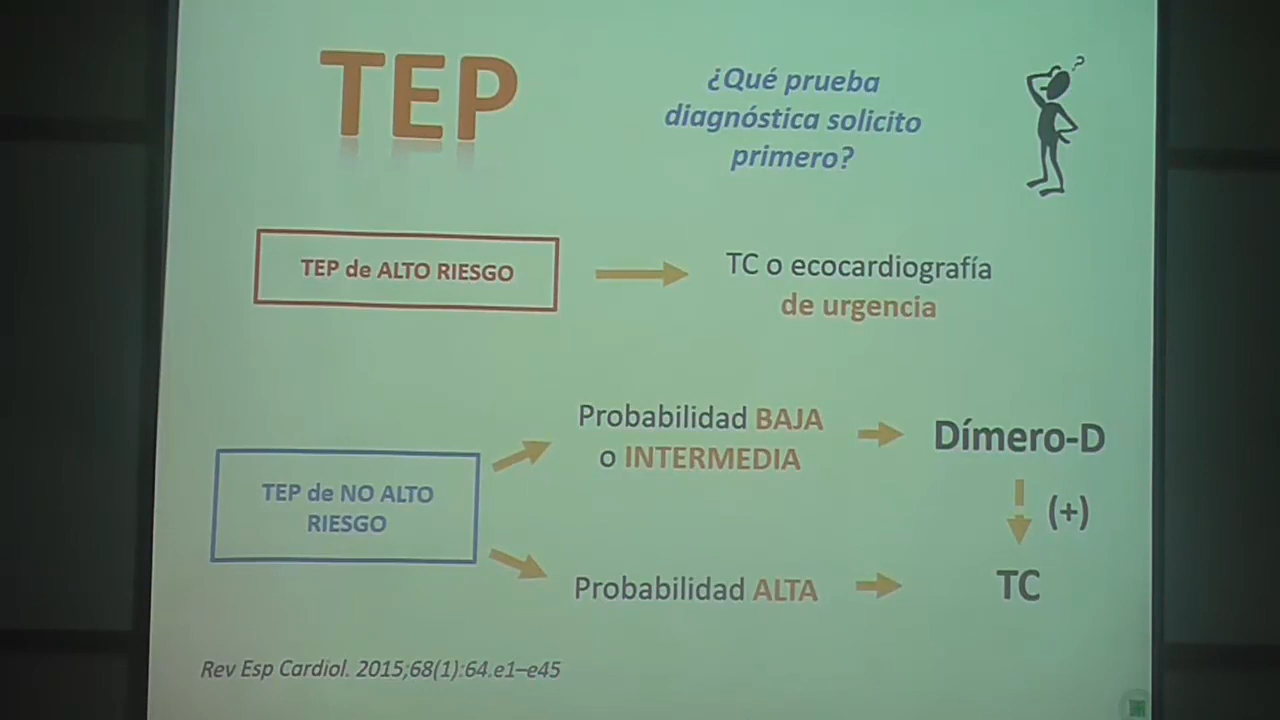 TEP
¿Qué prueba
diagnóstica solicito
primero?
?
TEP de ALTO RIESGO
TC o ecocardiografía
de urgencia
Probabilidad BAJA
o INTERMEDIA
Dímero-D
TEP de NO ALTO
RIESGO
(+)
Probabilidad ALTA
TC
Rev Esp Cardiol. 2015;68(1):64.e1–e45